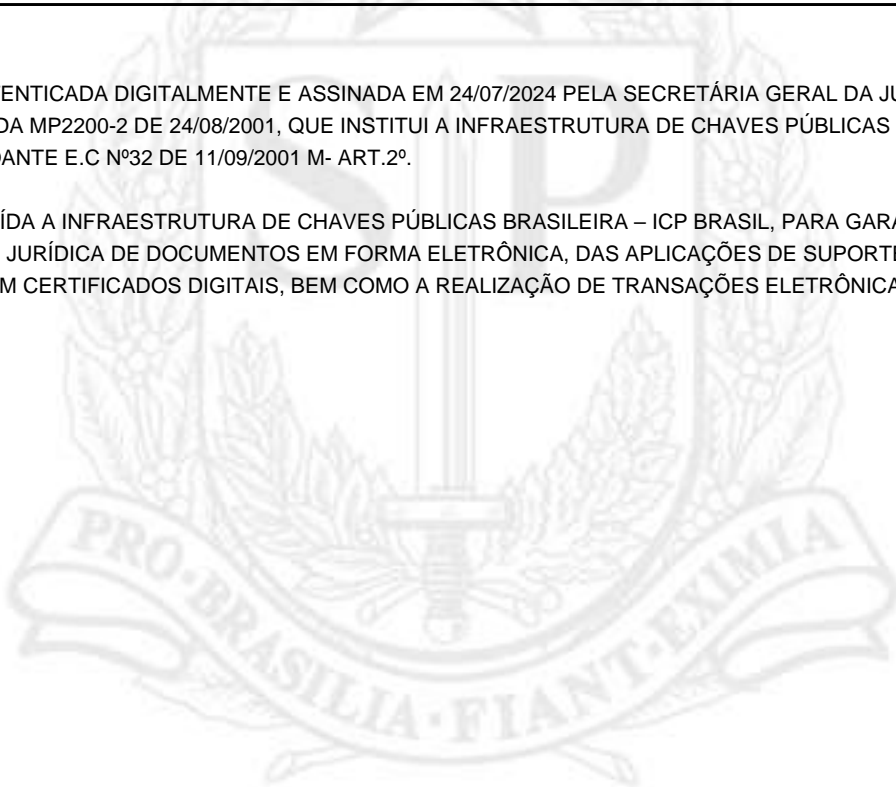 ENTICADA DIGITALMENTE E ASSINADA EM 24/07/2024 PELA SECRETÁRIA GERAL DA JU
DA MP2200-2 DE 24/08/2001, QUE INSTITUI A INFRAESTRUTURA DE CHAVES PÚBLICAS
DANTE E.C Nº32 DE 11/09/2001 M- ART.2º.
ÍDA A INFRAESTRUTURA DE CHAVES PÚBLICAS BRASILEIRA – ICP BRASIL, PARA GARA
JURÍDICA DE DOCUMENTOS EM FORMA ELETRÔNICA, DAS APLICAÇÕES DE SUPORTE
M CERTIFICADOS DIGITAIS, BEM COMO A REALIZAÇÃO DE TRANSAÇÕES ELETRÔNICA
SP
PRO·BRASILIA·FIANT·EXIMIA